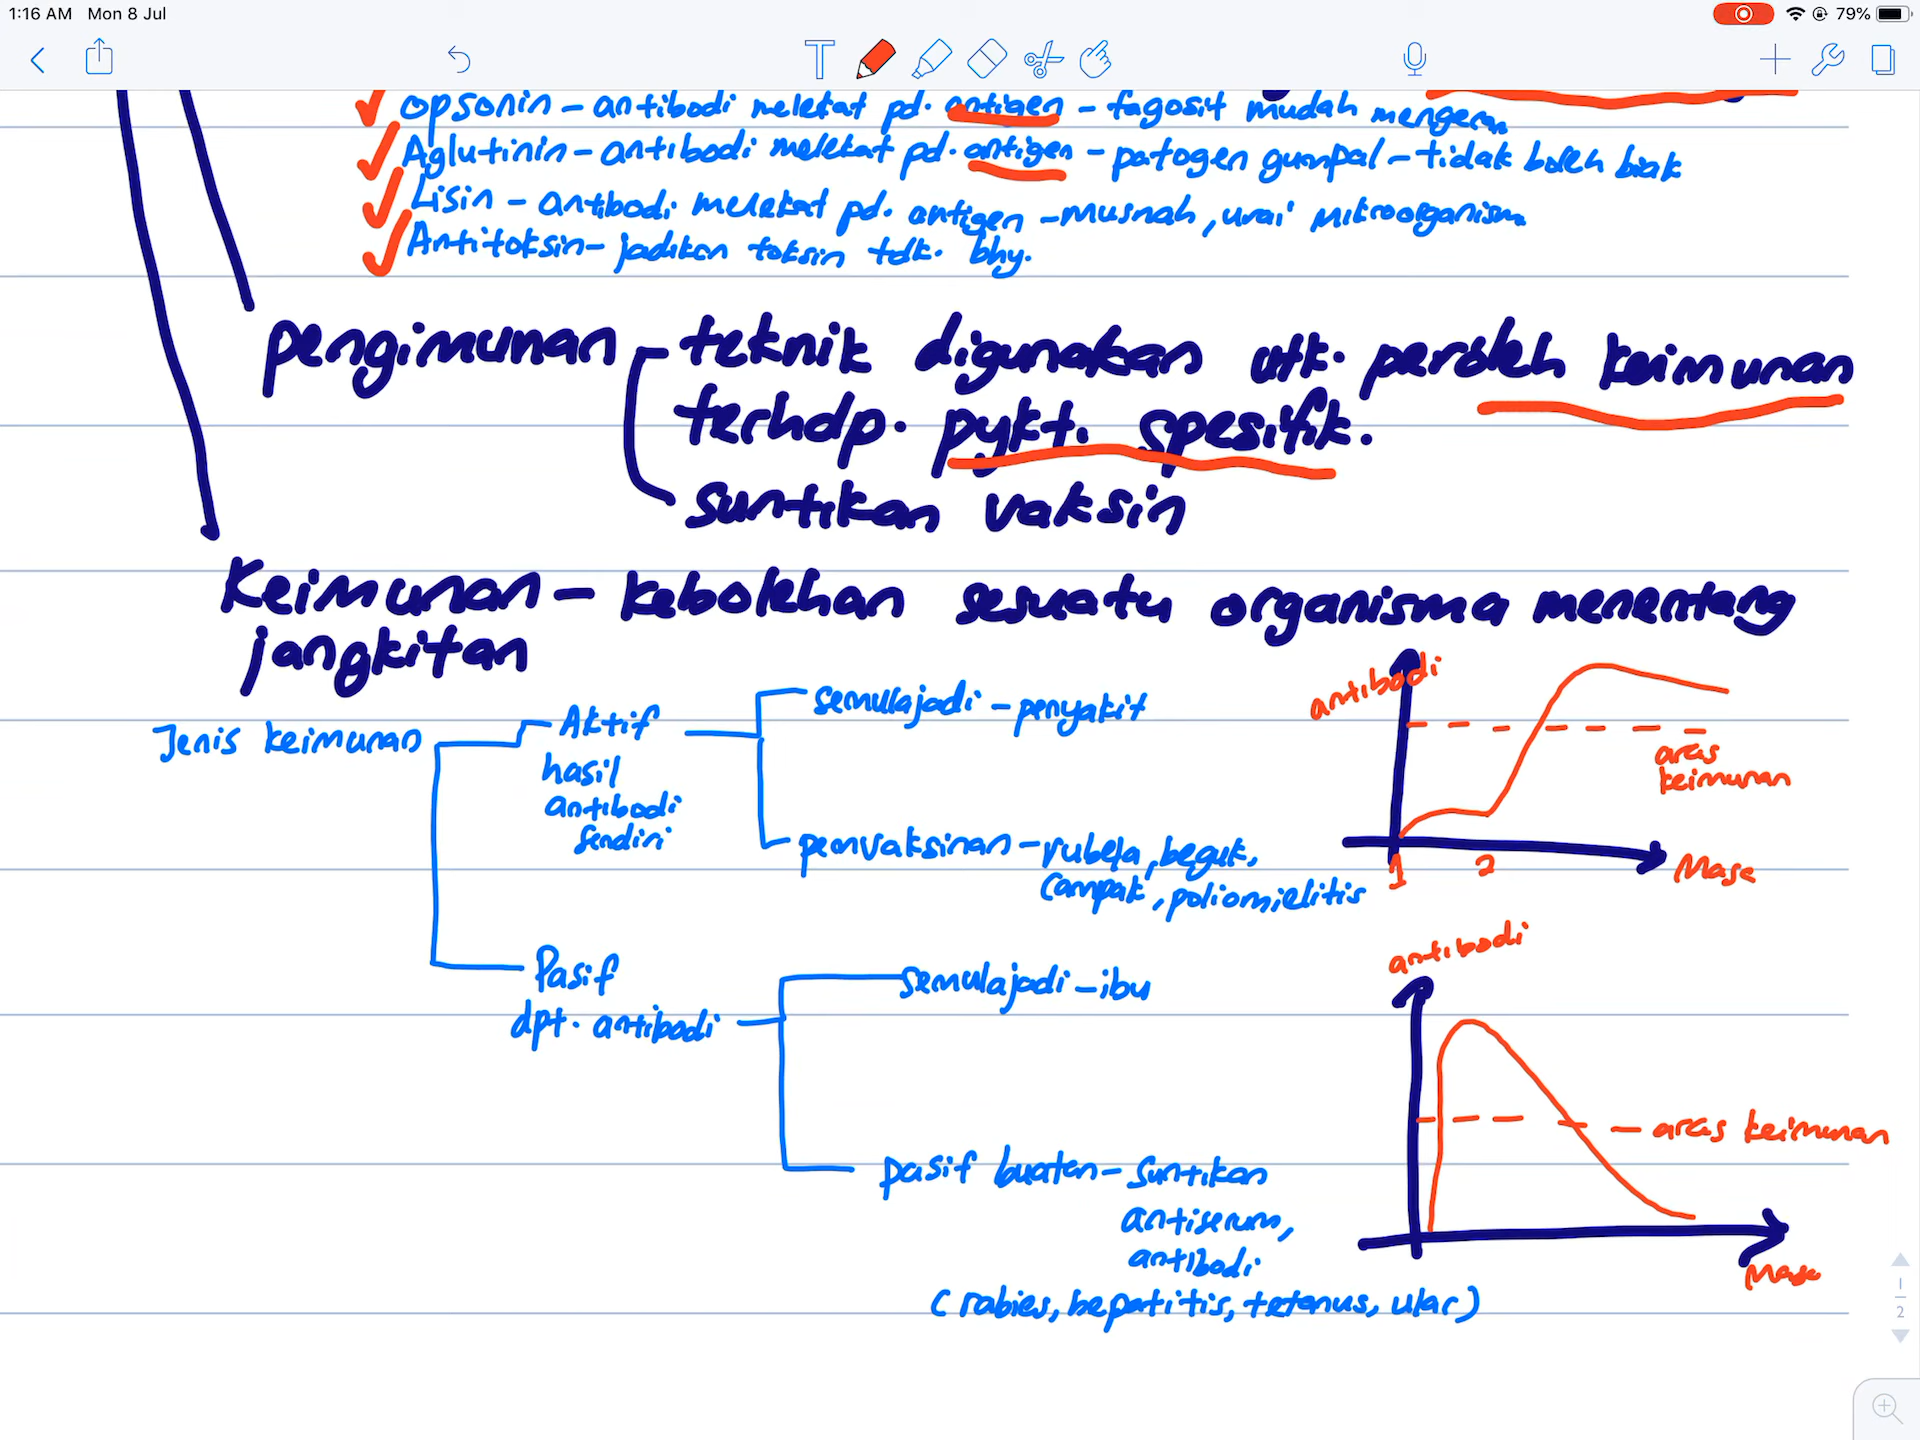 1:16 AM Mon 8 Jul
79%
T
opsonin - antibodi melekat pd. antigen - fagosit mudah mengeram
Aglutinin - antibodi melekat pd. antigen - patogen gumpal - tidak boleh biak
Lisin - antibodi melekat pd. antigen - musnah, urai mikroorganism
Antitoksin - jadikan toksin tdk. bhy.
pengimunan - teknik digunakan utk. peroleh keimunan
terhdp. pykt. spesifik.
suntikan vaksin
Keimunan - kebolehan sesuatu organisma menentang
jangkitan
Jenis keimunan
Aktif
hasil
antibodi
sendiri
semulajadi - penyakit
pemvaksinan - rubela, beguk,
campak, poliomielitis
antibodi
aras
keimunan
1 2
Masa
Pasif
dpt. antibodi
semulajadi - ibu
pasif buatan - suntikan
antiserum,
antibodi
(rabies, hepatitis, tetanus, ular)
antibodi
aras keimunan
Masa
1
2